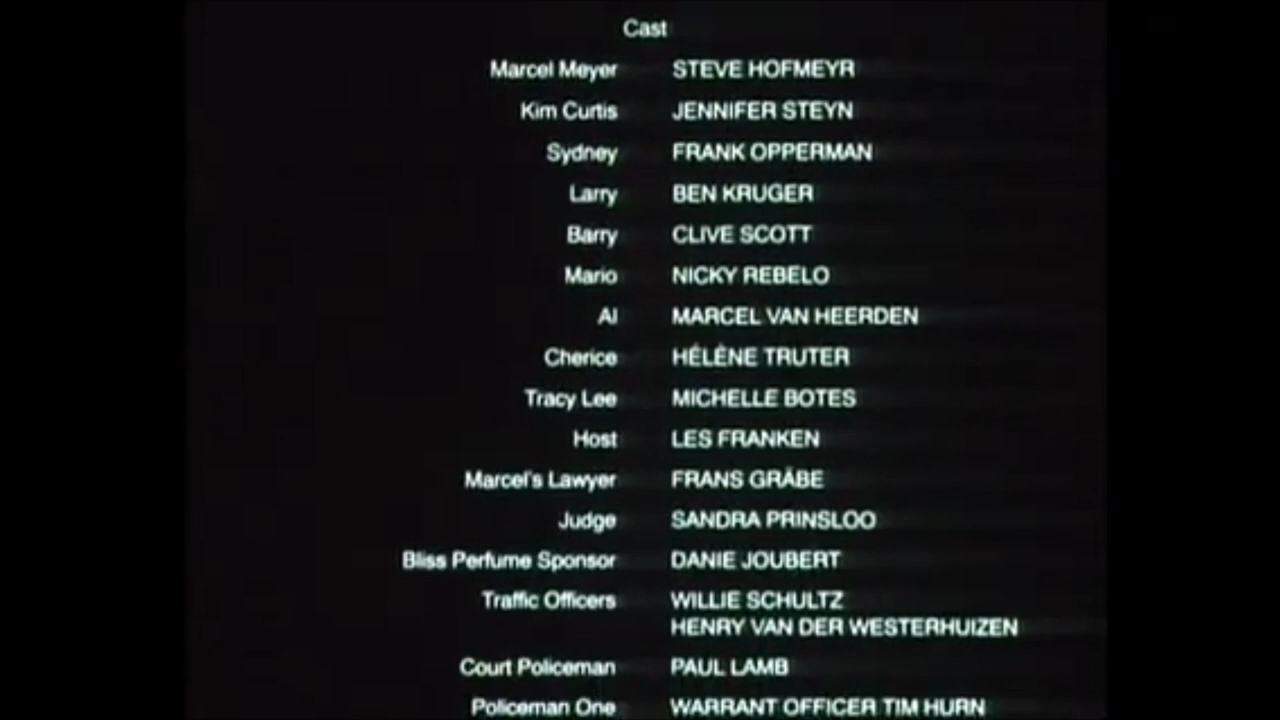 Cast
Marcel Meyer STEVE HOFMEYR
Kim Curtis JENNIFER STEYN
Sydney FRANK OPPERMAN
Larry BEN KRUGER
Barry CLIVE SCOTT
Mario NICKY REBELO
Al MARCEL VAN HEERDEN
Cherice HÉLÈNE TRUTER
Tracy Lee MICHELLE BOTES
Host LES FRANKEN
Marcel's Lawyer FRANS GRÄBE
Judge SANDRA PRINSLOO
Bliss Perfume Sponsor DANIE JOUBERT
Traffic Officers WILLIE SCHULTZ
HENRY VAN DER WESTERHUIZEN
Court Policeman PAUL LAMB
Policeman One WARRANT OFFICER TIM HURN